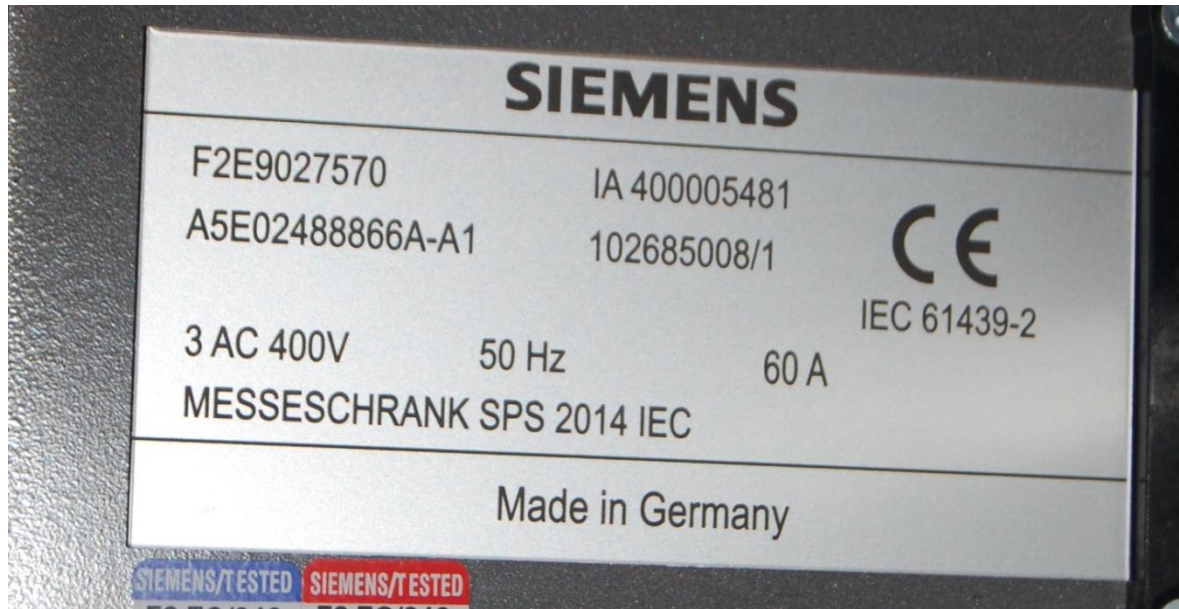 SIEMENS
F2E9027570 IA 400005481
A5E02488866A-A1 102685008/1
CE
IEC 61439-2
3 AC 400V 50 Hz 60 A
MESSESCHRANK SPS 2014 IEC
Made in Germany
SIEMENS/TESTED SIEMENS/TESTED